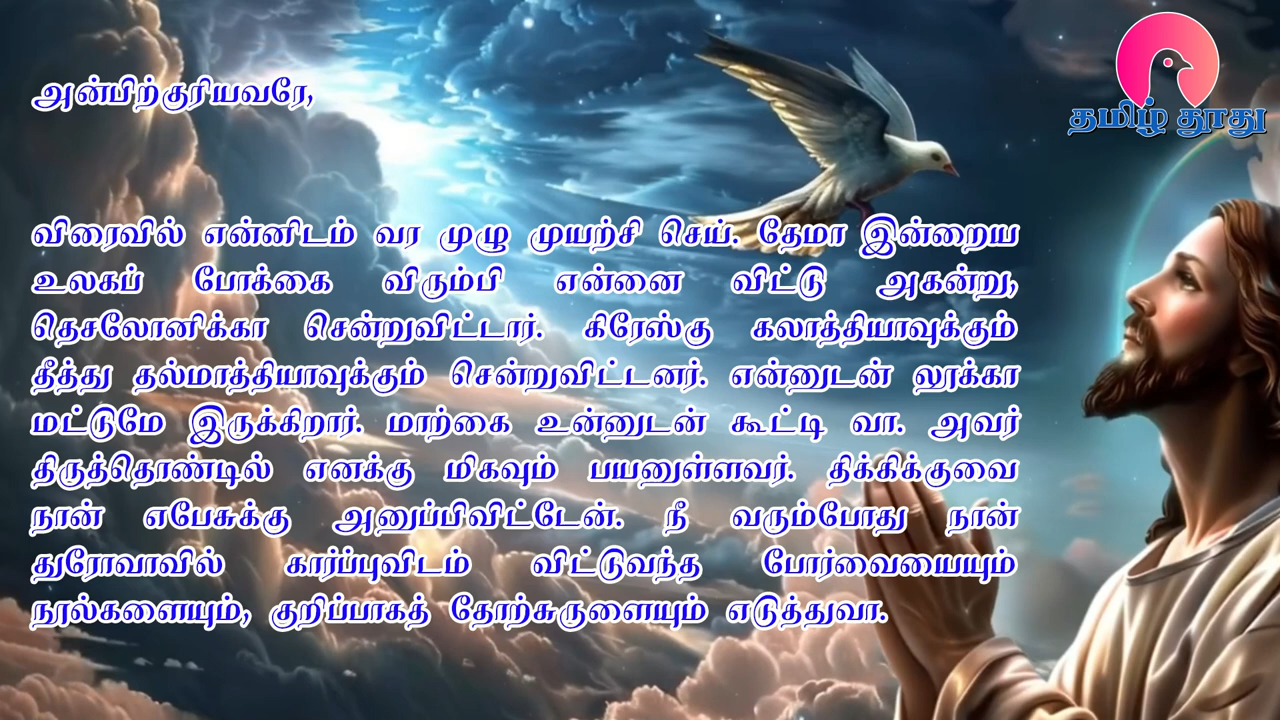 தமிழ் தூது
அன்பிற்குரியவரே,
விரைவில் என்னிடம் வர முழு முயற்சி செய். தேமா இன்றைய
உலகப் போக்கை விரும்பி என்னை விட்டு அகன்று,
தெசலோனிக்கா சென்றுவிட்டார். கிரேஸ்கு கலாத்தியாவுக்கும்
தீத்து தல்மாத்தியாவுக்கும் சென்றுவிட்டனர். என்னுடன் லூக்கா
மட்டுமே இருக்கிறார். மாற்கை உன்னுடன் கூட்டி வா. அவர்
திருத்தொண்டில் எனக்கு மிகவும் பயனுள்ளவர். திக்கிக்குவை
நான் எபேசுக்கு அனுப்பிவிட்டேன். நீ வரும்போது நான்
துரோவாவில் கார்ப்புவிடம் விட்டுவந்த போர்வையையும்
நூல்களையும், குறிப்பாகத் தோற்சுருளையும் எடுத்துவா.